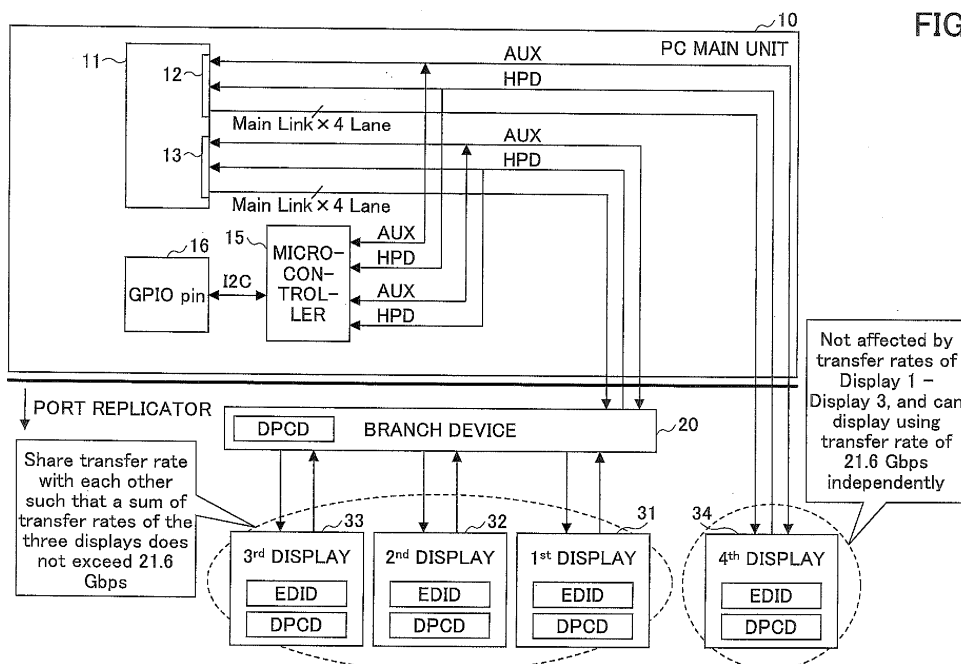 FIG
10
PC MAIN UNIT
11
12
AUX
HPD
Main Link × 4 Lane
13
AUX
HPD
Main Link × 4 Lane
15
16
MICRO-
CON-
TROL-
LER
GPIO pin
I2C
AUX
HPD
AUX
HPD
Not affected by
transfer rates of
Display 1 –
Display 3, and can
display using
transfer rate of
21.6 Gbps
independently
PORT REPLICATOR
DPCD
BRANCH DEVICE
20
Share transfer rate
with each other
such that a sum of
transfer rates of the
three displays does
not exceed 21.6
Gbps
33
3rd DISPLAY
EDID
DPCD
32
2nd DISPLAY
EDID
DPCD
31
1st DISPLAY
EDID
DPCD
34
4th DISPLAY
EDID
DPCD